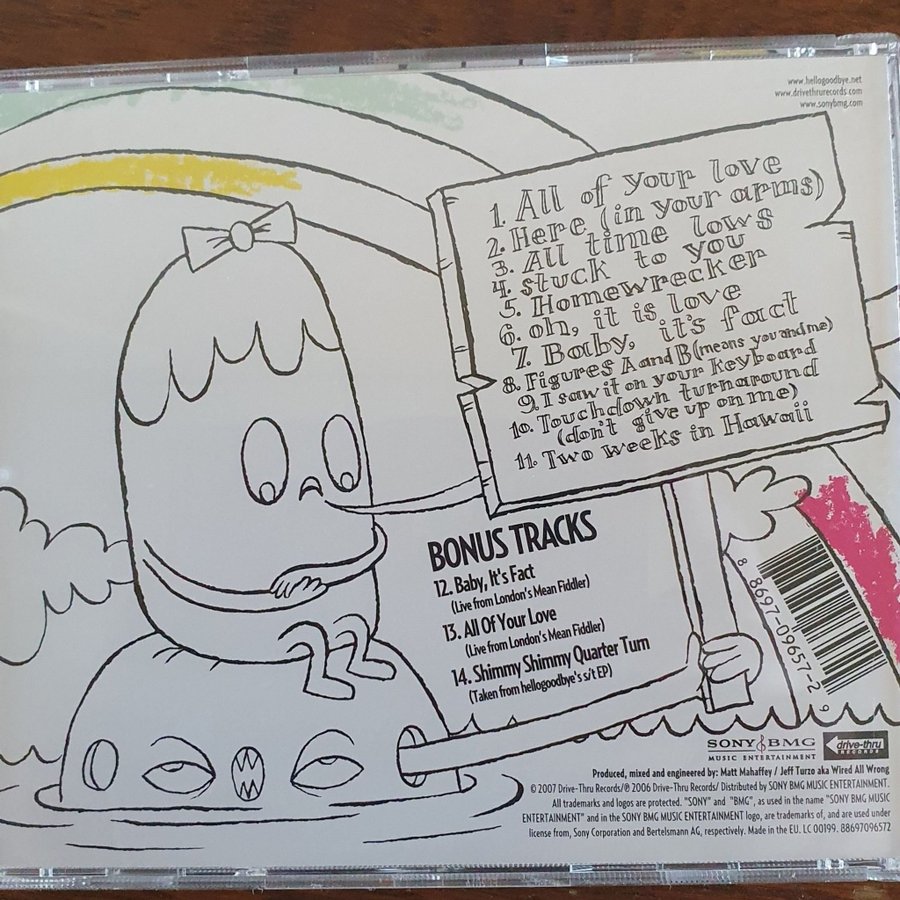 www.hellogoodbye.net
www.drivethrurecords.com
www.sonybmg.com
1. All of your love
2. Here (in your arms)
3. All time lows
4. stuck to you
5. Homewrecker
6. oh, it is love
7. Baby, it's fact
8. Figures A and B (means you and me)
9. I saw it on your keyboard
10. Touchdown turnaround
(don't give up on me)
11. Two weeks in Hawaii
BONUS TRACKS
12. Baby, It's Fact
(Live from London's Mean Fiddler)
13. All Of Your Love
(Live from London's Mean Fiddler)
14. Shimmy Shimmy Quarter Turn
(Taken from hellogoodbye's s/t EP)
8 86970-96572 9
SONY BMG
MUSIC ENTERTAINMENT
drive-thru
RECORDS
Produced, mixed and engineered by: Matt Mahaffey / Jeff Turzo aka Wired All Wrong
© 2007 Drive-Thru Records/℗ 2006 Drive-Thru Records/ Distributed by SONY BMG MUSIC ENTERTAINMENT.
All trademarks and logos are protected. "SONY" and "BMG", as used in the name "SONY BMG MUSIC
ENTERTAINMENT" and in the SONY BMG MUSIC ENTERTAINMENT logo, are trademarks of, and are used under
license from, Sony Corporation and Bertelsmann AG, respectively. Made in the EU. LC 00199. 88697096572